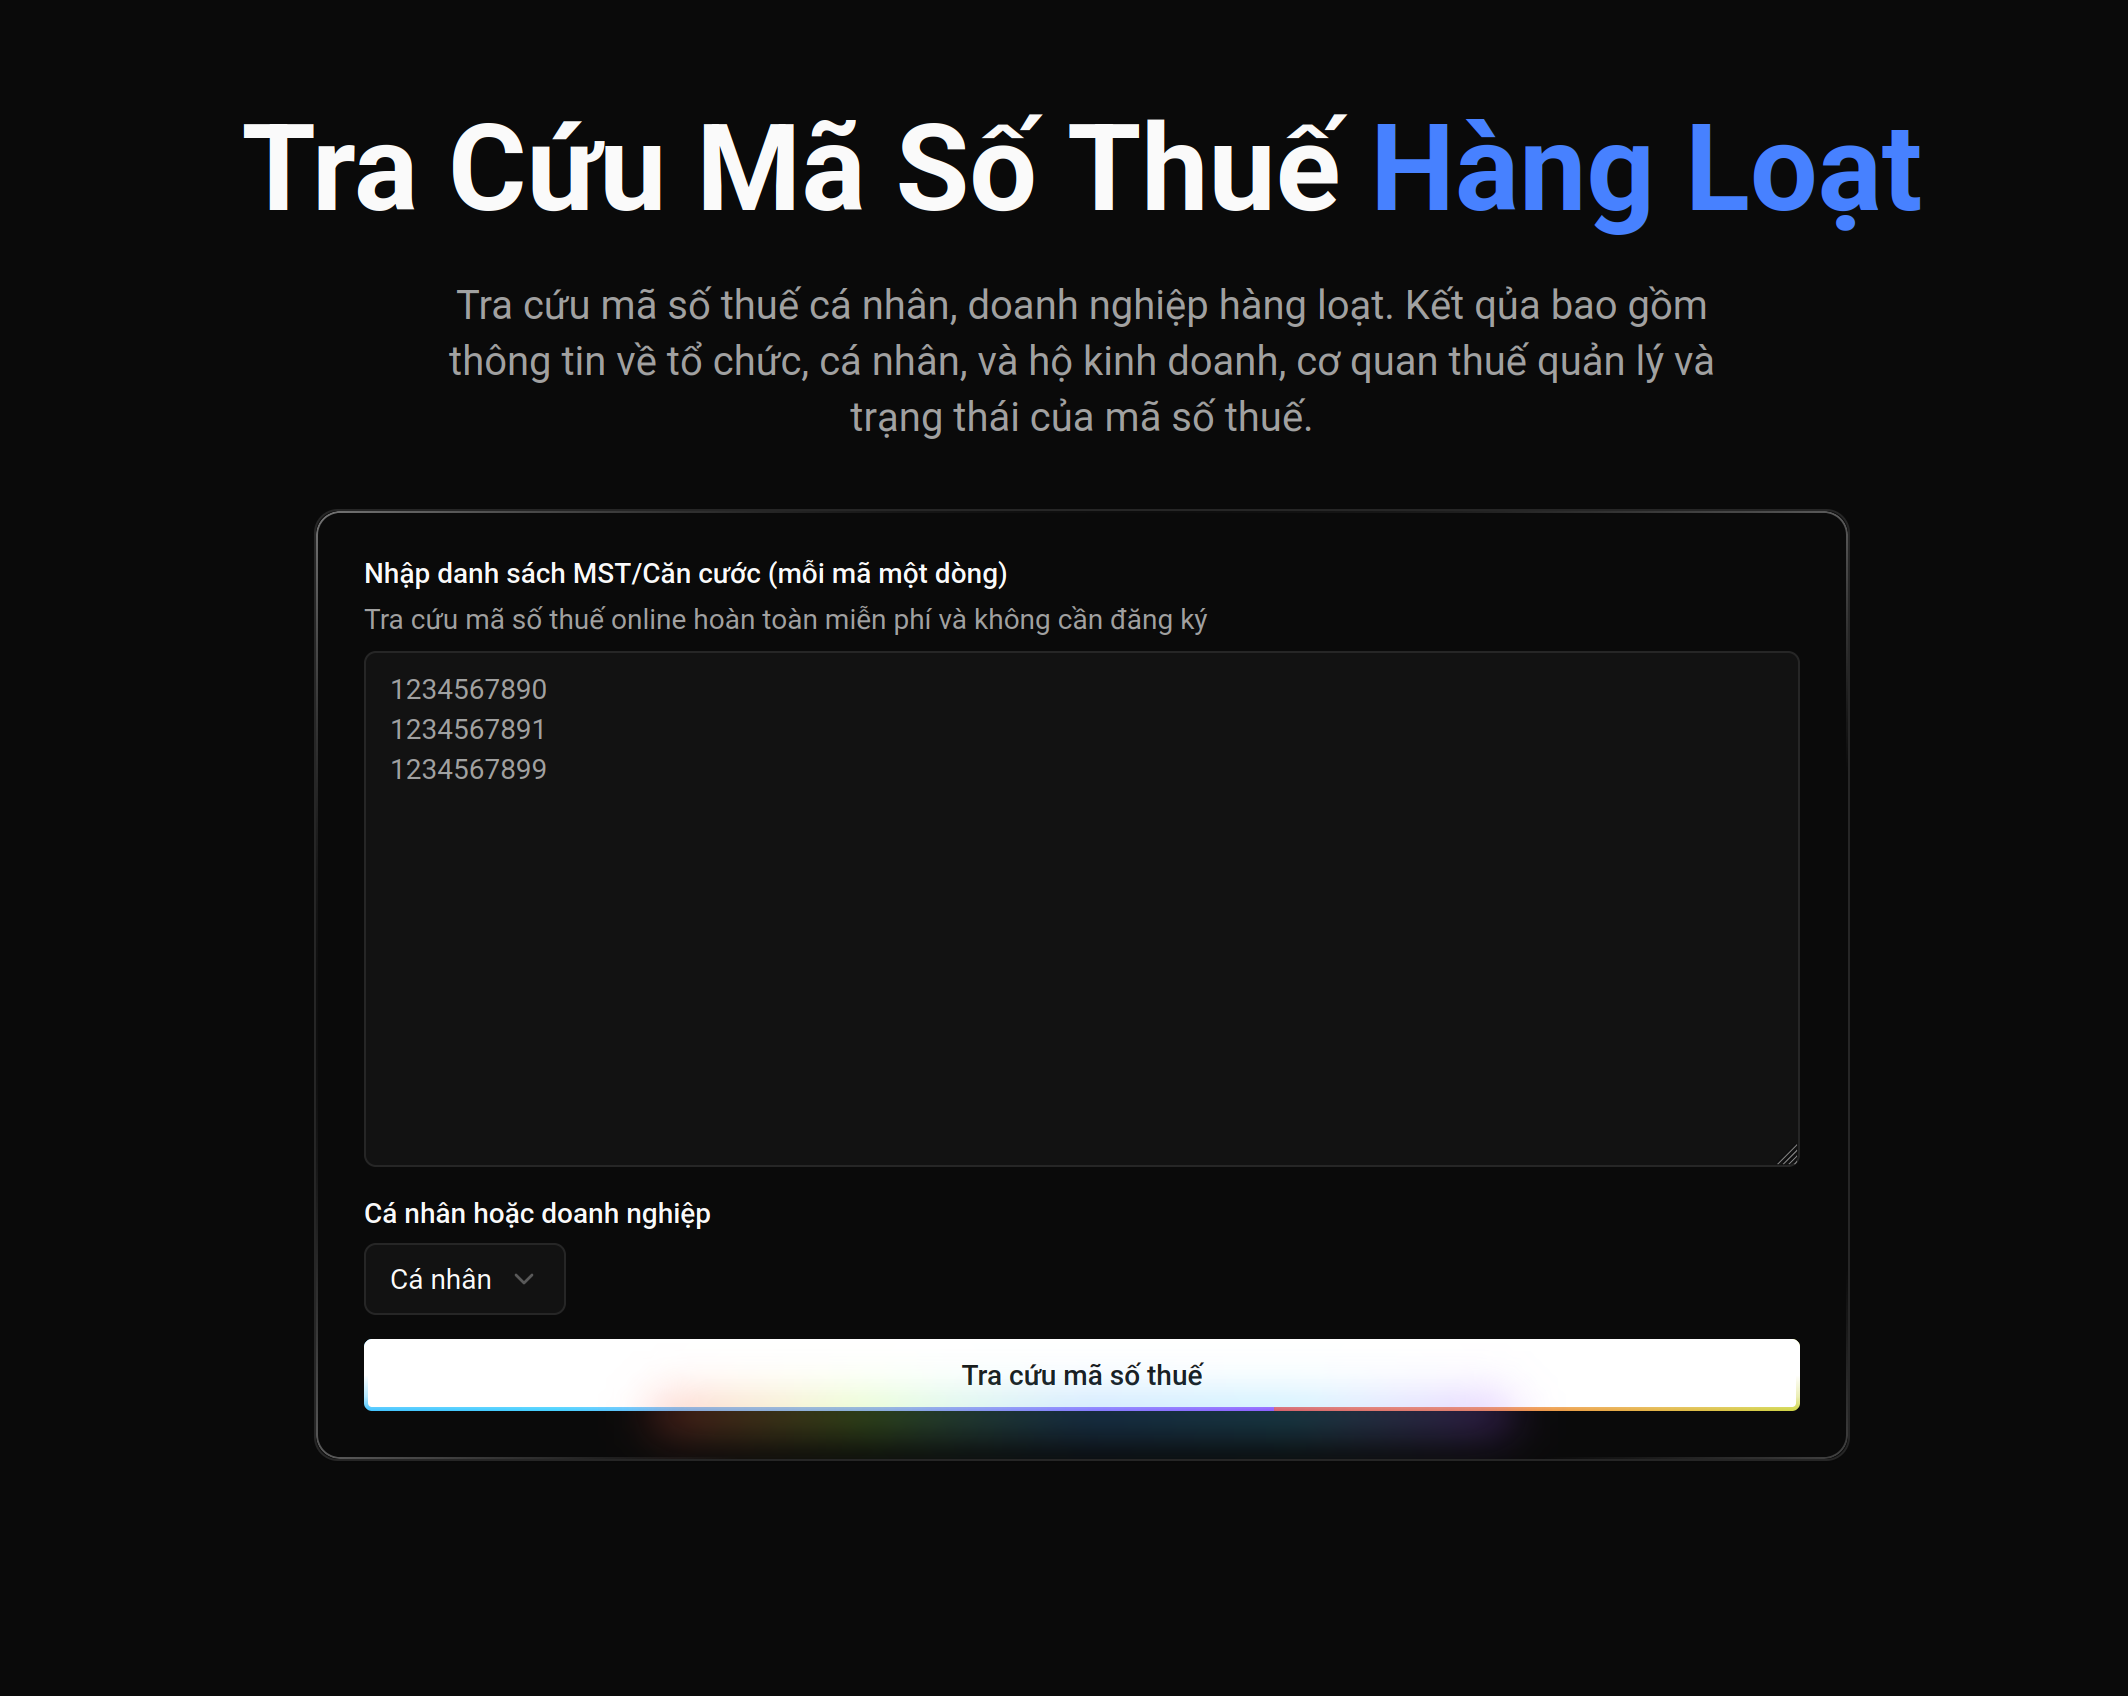 Tra Cứu Mã Số Thuế Hàng Loạt
Tra cứu mã số thuế cá nhân, doanh nghiệp hàng loạt. Kết qủa bao gồm
thông tin về tổ chức, cá nhân, và hộ kinh doanh, cơ quan thuế quản lý và
trạng thái của mã số thuế.
Nhập danh sách MST/Căn cước (mỗi mã một dòng)
Tra cứu mã số thuế online hoàn toàn miễn phí và không cần đăng ký
1234567890
1234567891
1234567899
Cá nhân hoặc doanh nghiệp
Cá nhân
Tra cứu mã số thuế